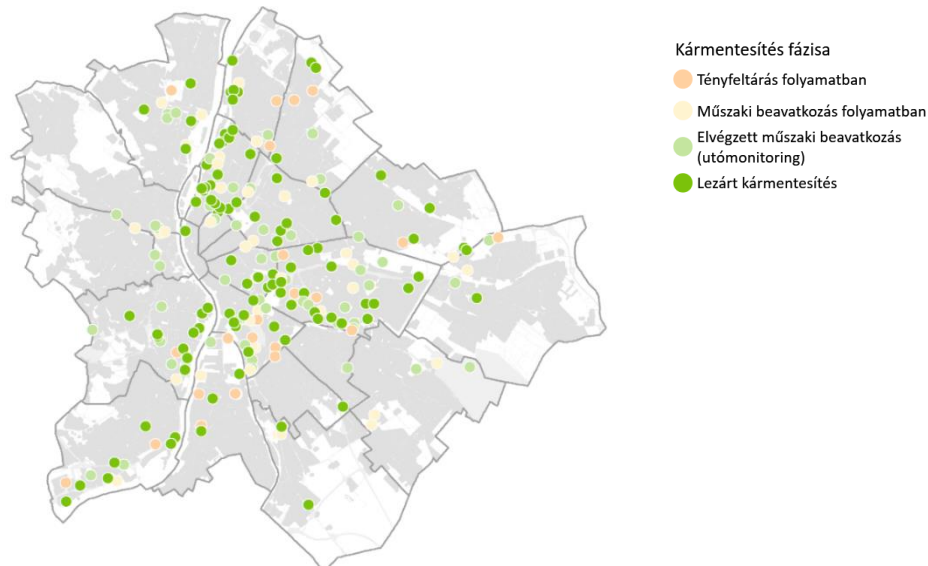 Kármentesítés fázisa
Tényfeltárás folyamatban
Műszaki beavatkozás folyamatban
Elvégzett műszaki beavatkozás
(utómonitoring)
Lezárt kármentesítés